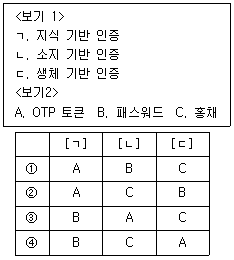 <보기 1>
ㄱ. 지식 기반 인증
ㄴ. 소지 기반 인증
ㄷ. 생체 기반 인증
<보기2>
A. OTP 토큰 B. 패스워드 C. 홍채
[ㄱ] [ㄴ] [ㄷ]
① A B C
② A C B
③ B A C
④ B C A